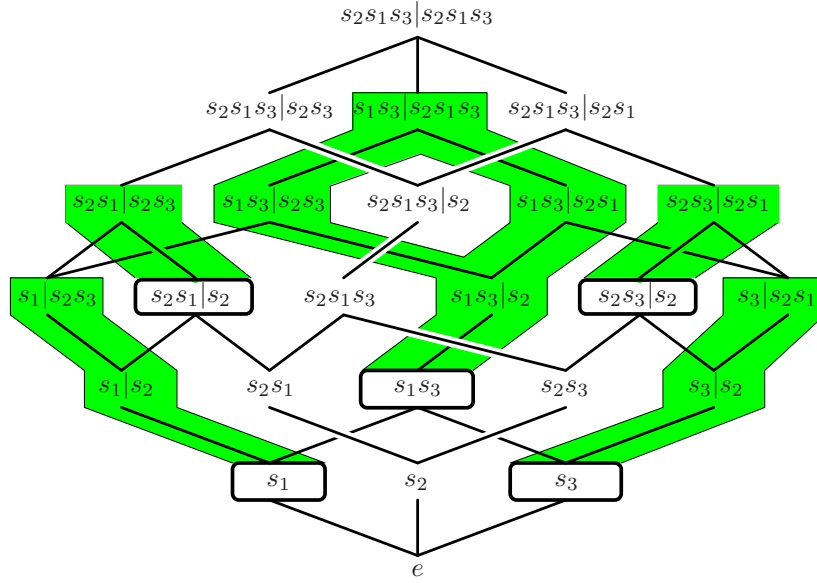 s₂s₁s₃|s₂s₁s₃
s₂s₁s₃|s₂s₃ s₁s₃|s₂s₁s₃ s₂s₁s₃|s₂s₁
s₂s₁|s₂s₃ s₁s₃|s₂s₃ s₂s₁s₃|s₂ s₁s₃|s₂s₁ s₂s₃|s₂s₁
s₁|s₂s₃ s₂s₁|s₂ s₂s₁s₃ s₁s₃|s₂ s₂s₃|s₂ s₃|s₂s₁
s₁|s₂ s₂s₁ s₁s₃ s₂s₃ s₃|s₂
s₁ s₂ s₃
e